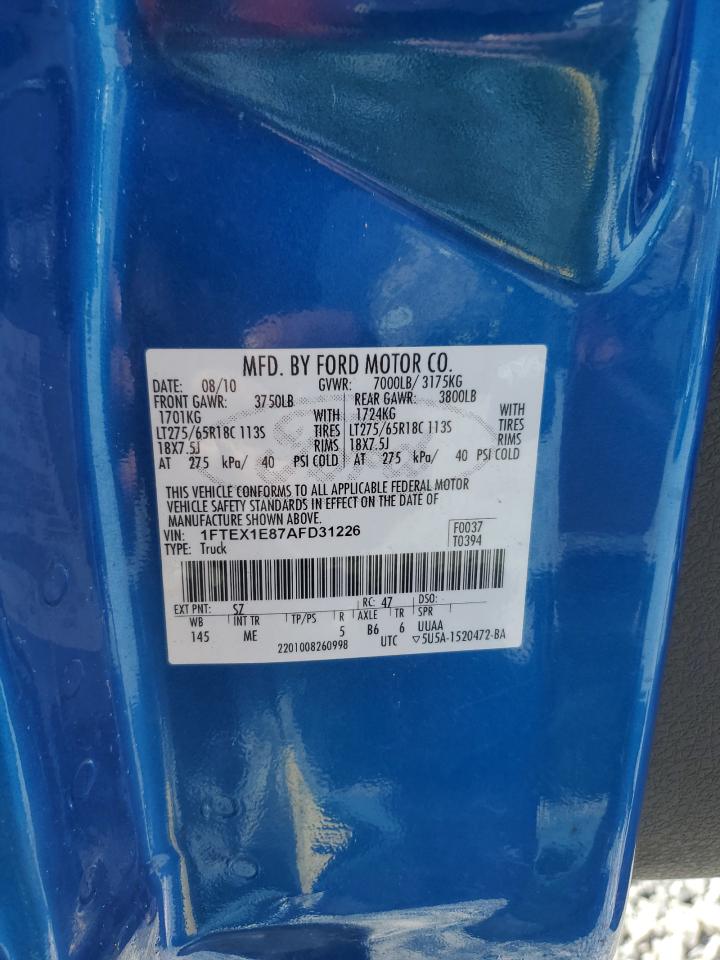 MFD. BY FORD MOTOR CO.
DATE: 08/10 GVWR: 7000LB/ 3175KG
FRONT GAWR: 3750LB REAR GAWR: 3800LB
1701KG WITH 1724KG WITH
LT275/65R18C 113S TIRES LT275/65R18C 113S TIRES
18X7.5J RIMS 18X7.5J RIMS
AT 275 kPa/ 40 PSI COLD AT 275 kPa/ 40 PSI COLD
THIS VEHICLE CONFORMS TO ALL APPLICABLE FEDERAL MOTOR
VEHICLE SAFETY STANDARDS IN EFFECT ON THE DATE OF
MANUFACTURE SHOWN ABOVE.
VIN: 1FTEX1E87AFD31226 F0037
TYPE: Truck T0394
EXT PNT: SZ RC: 47 DSO:
WB INT TR TP/PS R AXLE TR SPR
145 ME 5 B6 6 UUAA
2201008260998 UTC ▽5U5A-1520472-BA